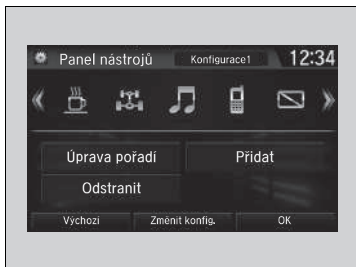 Panel nástrojů Konfigurace1 12:34
Úprava pořadí Přidat
Odstranit
Výchozí Změnit konfig. OK